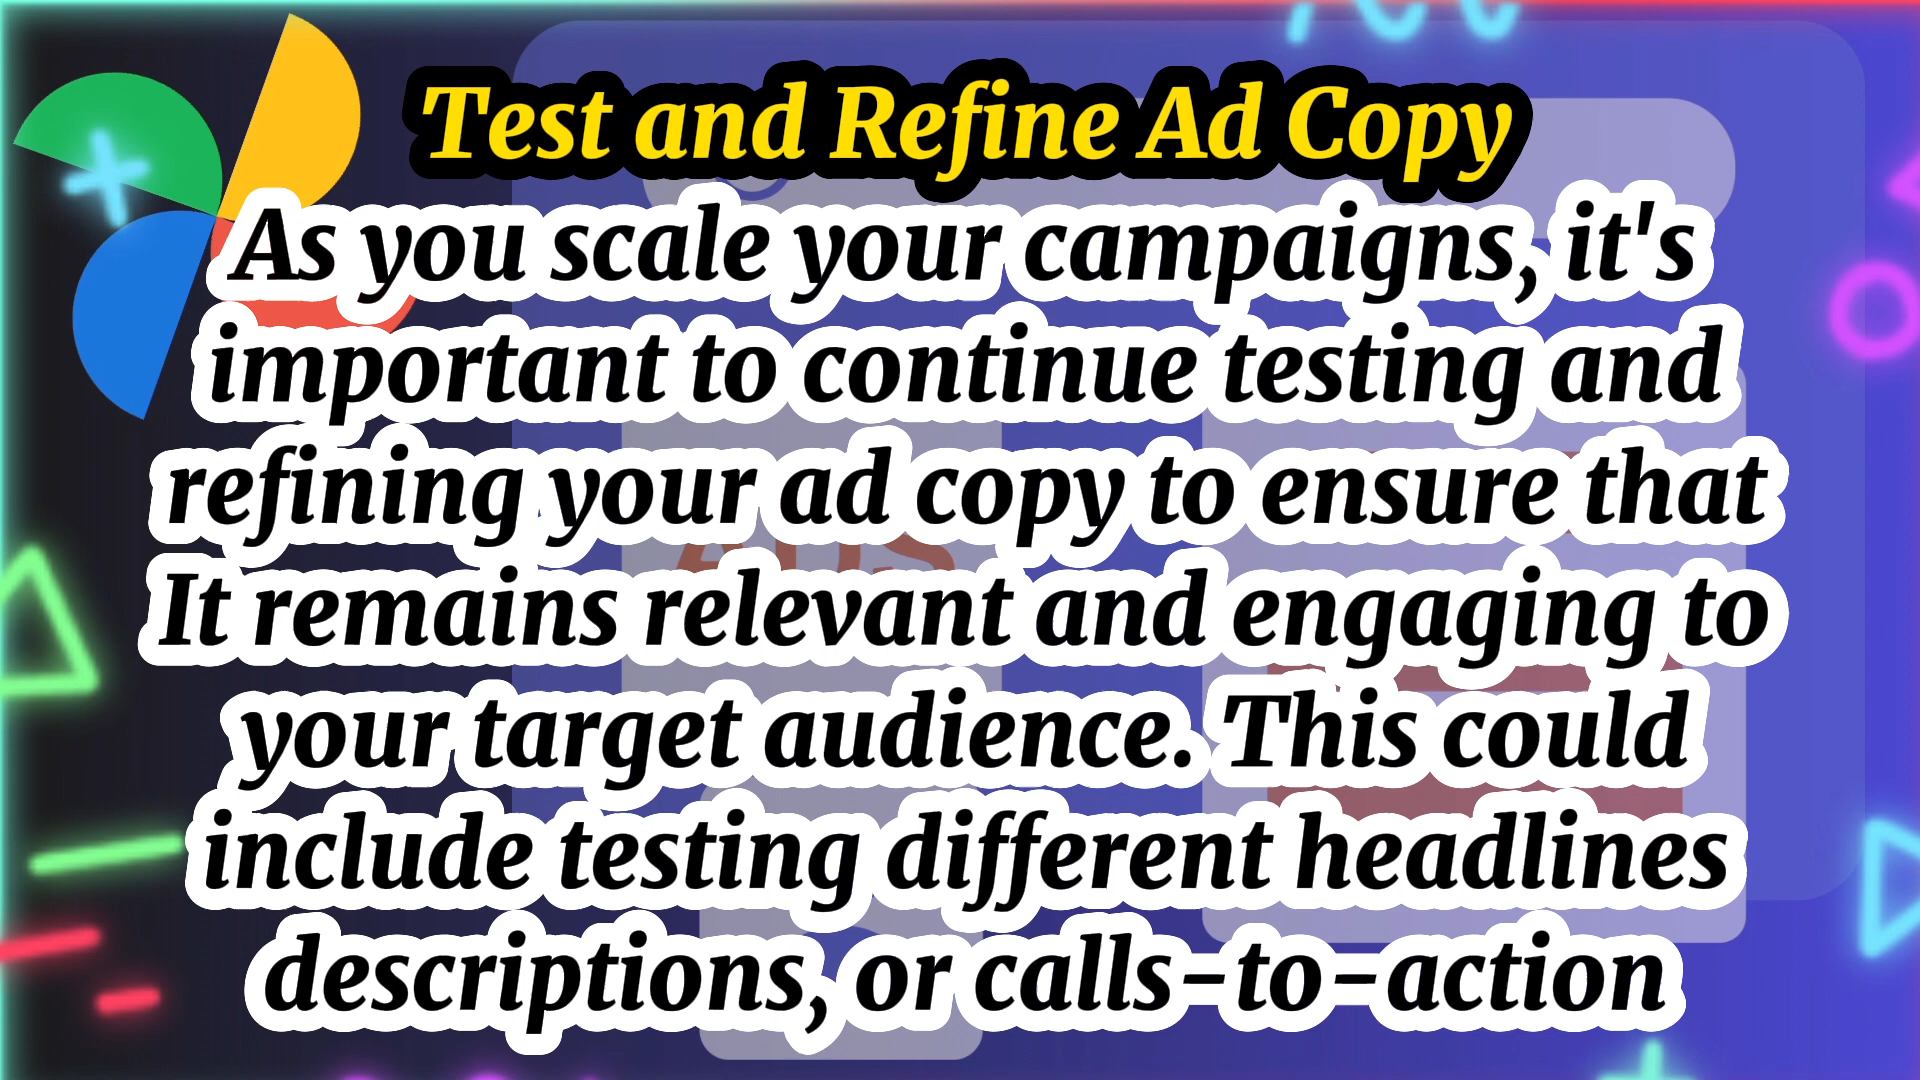 Test and Refine Ad Copy
As you scale your campaigns, it's
important to continue testing and
refining your ad copy to ensure that
It remains relevant and engaging to
your target audience. This could
include testing different headlines
descriptions, or calls-to-action
ADS